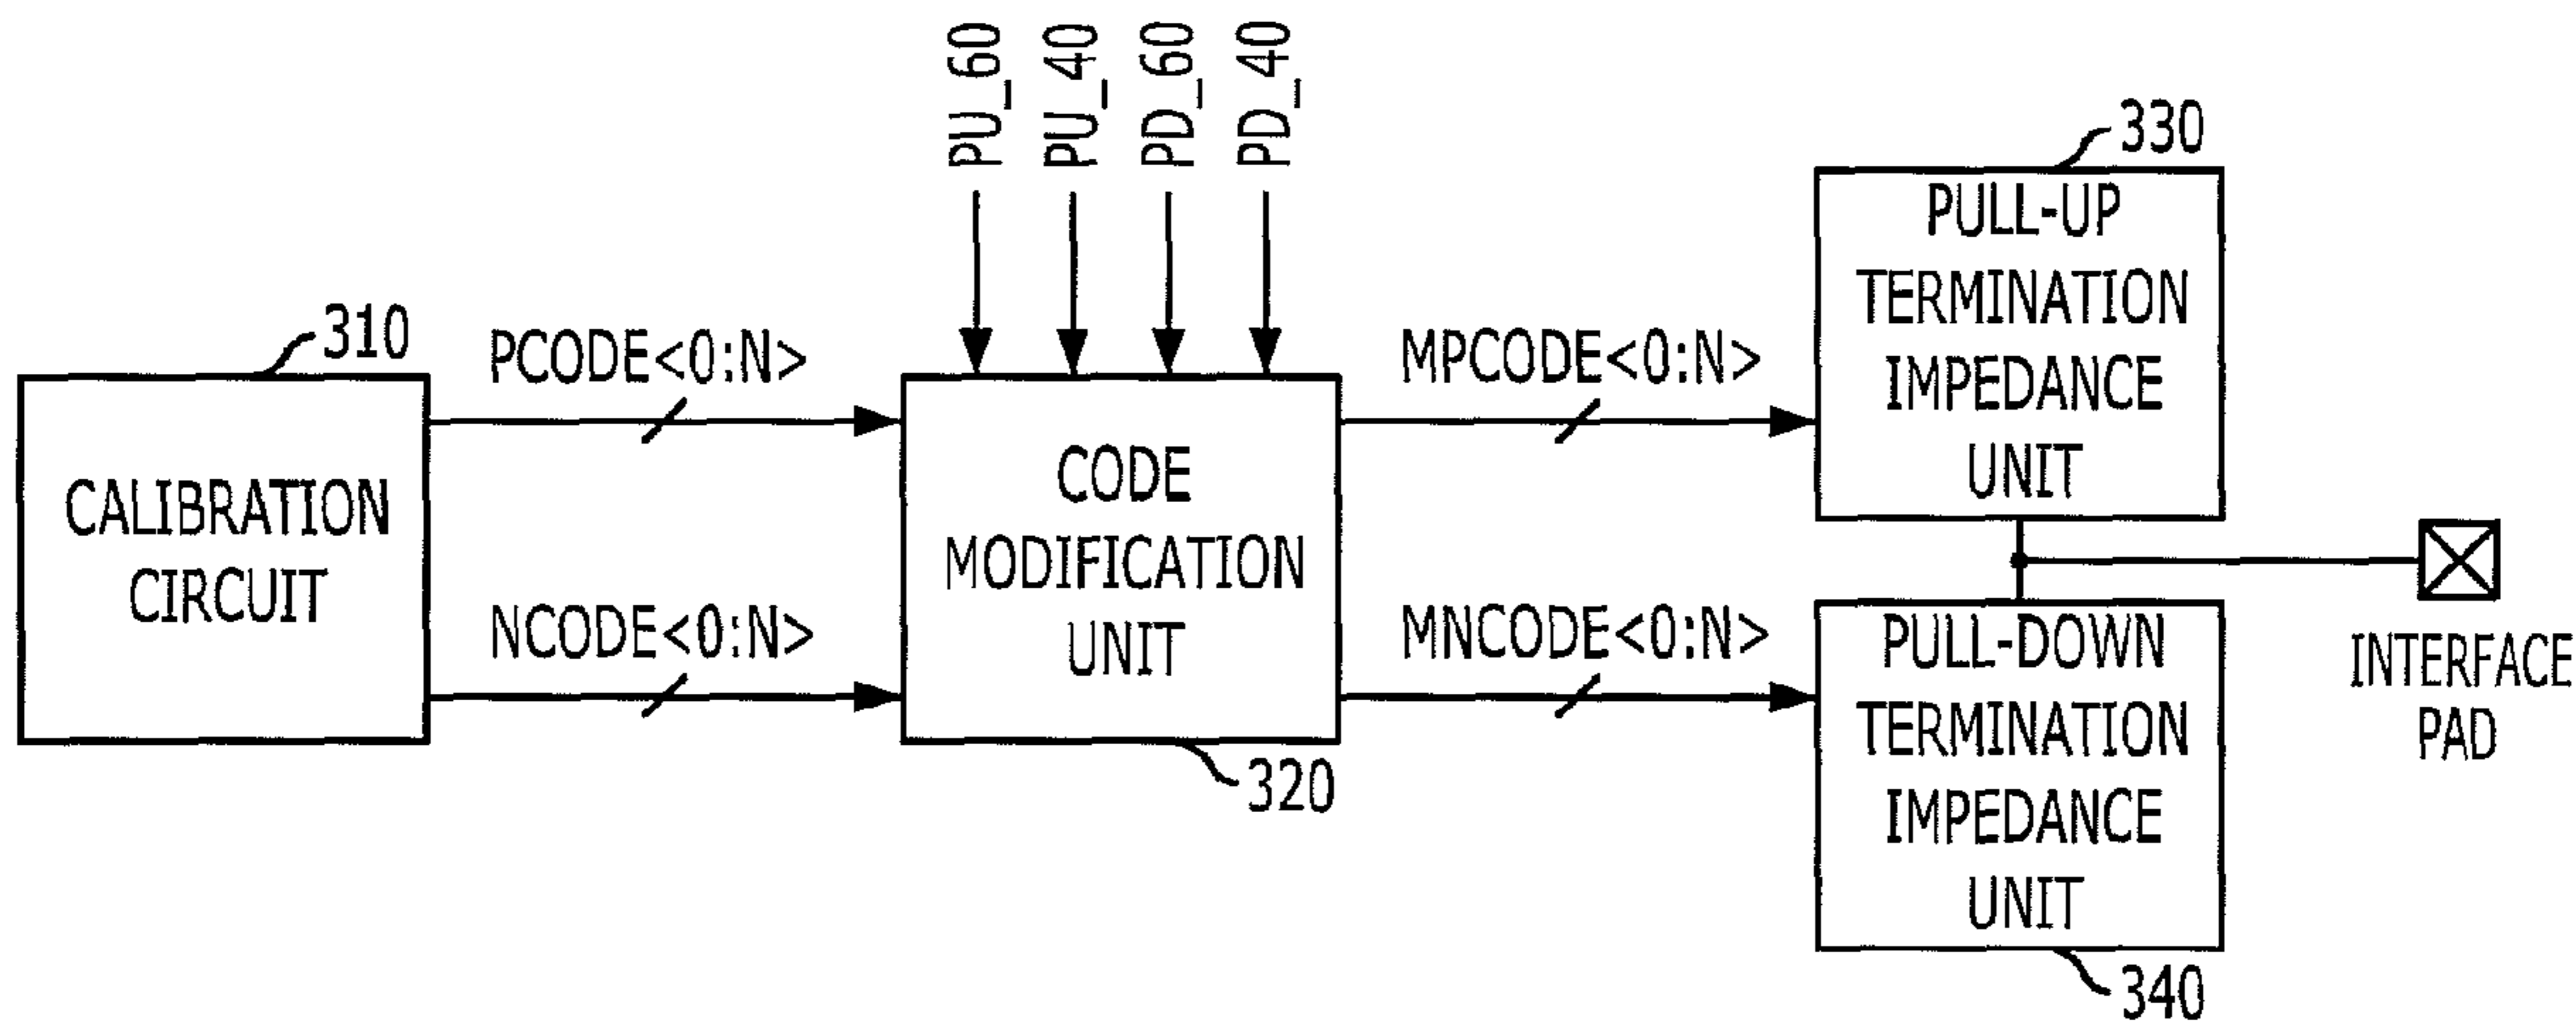 PU_60
PU_40
PD_60
PD_40
330
PULL-UP
TERMINATION
IMPEDANCE
UNIT
310
PCODE<0:N>
MPCODE<0:N>
CALIBRATION
CIRCUIT
CODE
MODIFICATION
UNIT
NCODE<0:N>
MNCODE<0:N>
320
PULL-DOWN
TERMINATION
IMPEDANCE
UNIT
340
INTERFACE
PAD